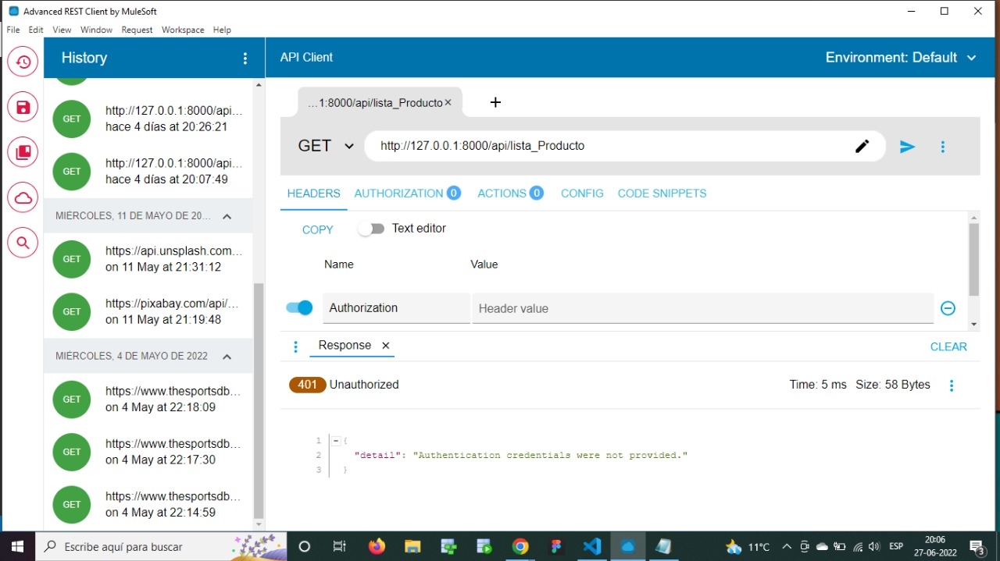 Advanced REST Client by MuleSoft
File Edit View Window Request Workspace Help
History
API Client
Environment: Default
GET
http://127.0.0.1:8000/api...
hace 4 días at 20:26:21
GET
http://127.0.0.1:8000/api...
hace 4 días at 20:07:49
MIÉRCOLES, 11 DE MAYO DE 20...
GET
https://api.unsplash.com...
on 11 May at 21:31:12
GET
https://pixabay.com/api/...
on 11 May at 21:19:48
MIÉRCOLES, 4 DE MAYO DE 2022
GET
https://www.thesportsdb...
on 4 May at 22:18:09
GET
https://www.thesportsdb...
on 4 May at 22:17:30
GET
https://www.thesportsdb...
on 4 May at 22:14:59
...1:8000/api/lista_Producto
GET http://127.0.0.1:8000/api/lista_Producto
HEADERS AUTHORIZATION 0 ACTIONS 0 CONFIG CODE SNIPPETS
COPY Text editor
Name Value
Authorization Header value
Response CLEAR
401 Unauthorized Time: 5 ms Size: 58 Bytes
1 {
2 "detail": "Authentication credentials were not provided."
3 }
Escribe aquí para buscar
11°C
ESP
20:06
27-06-2022
3